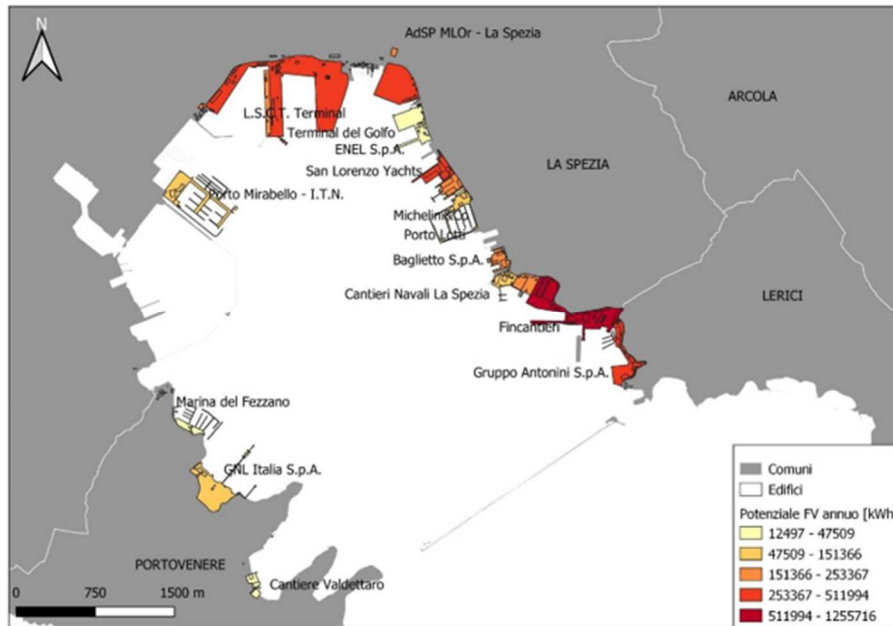 N
AdSP MLOr - La Spezia
ARCOLA
L.S.C.T. Terminal
Terminal del Golfo
ENEL S.p.A.
LA SPEZIA
San Lorenzo Yachts
Porto Mirabello - I.T.N.
Michelini&Co
Porto Lotti
Baglietto S.p.A.
Cantieri Navali La Spezia
LERICI
Fincantieri
Gruppo Antonini S.p.A.
Marina del Fezzano
GNL Italia S.p.A.
PORTOVENERE
Cantiere Valdettaro
0 750 1500 m
Comuni
Edifici
Potenziale FV annuo [kWh
12497 - 47509
47509 - 151366
151366 - 253367
253367 - 511994
511994 - 1255716